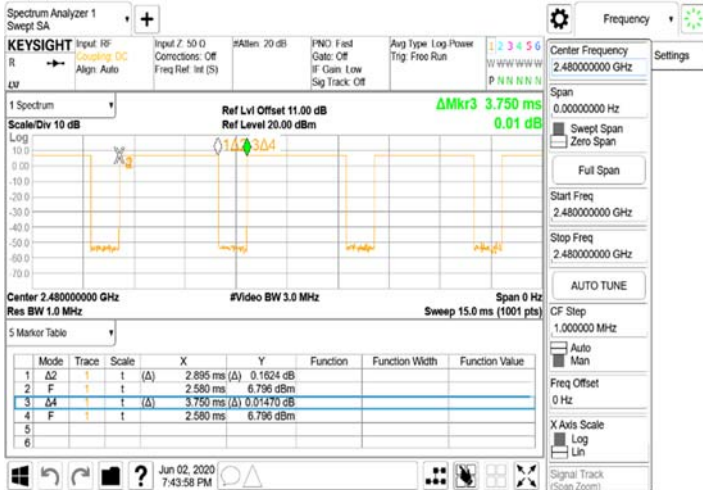 Spectrum Analyzer 1
Swept SA
+
Frequency
KEYSIGHT
R
Input: RF
Coupling: DC
Align: Auto
Input Z: 50 Ω
Corrections: Off
Freq Ref: Int (S)
#Atten: 20 dB
PNO: Fast
Gate: Off
IF Gain: Low
Sig Track: Off
Avg Type: Log-Power
Trig: Free Run
1 2 3 4 5 6
W W W W W W
P N N N N N
1 Spectrum
Scale/Div 10 dB
Ref Lvl Offset 11.00 dB
Ref Level 20.00 dBm
ΔMkr3 3.750 ms
0.01 dB
Log
10.0
0.00
-10.0
-20.0
-30.0
-40.0
-50.0
-60.0
-70.0
1Δ2 3Δ4
Center 2.480000000 GHz
Res BW 1.0 MHz
#Video BW 3.0 MHz
Span 0 Hz
Sweep 15.0 ms (1001 pts)
5 Marker Table
Mode Trace Scale X Y Function Function Width Function Value
1 Δ2 1 t (Δ) 2.895 ms (Δ) 0.1624 dB
2 F 1 t 2.580 ms 6.796 dBm
3 Δ4 1 t (Δ) 3.750 ms (Δ) 0.01470 dB
4 F 1 t 2.580 ms 6.796 dBm
5
6
?
Jun 02, 2020
7:43:58 PM
Settings
Center Frequency
2.480000000 GHz
Span
0.00000000 Hz
Swept Span
Zero Span
Full Span
Start Freq
2.480000000 GHz
Stop Freq
2.480000000 GHz
AUTO TUNE
CF Step
1.000000 MHz
Auto
Man
Freq Offset
0 Hz
X Axis Scale
Log
Lin
Signal Track
(Span Zoom)